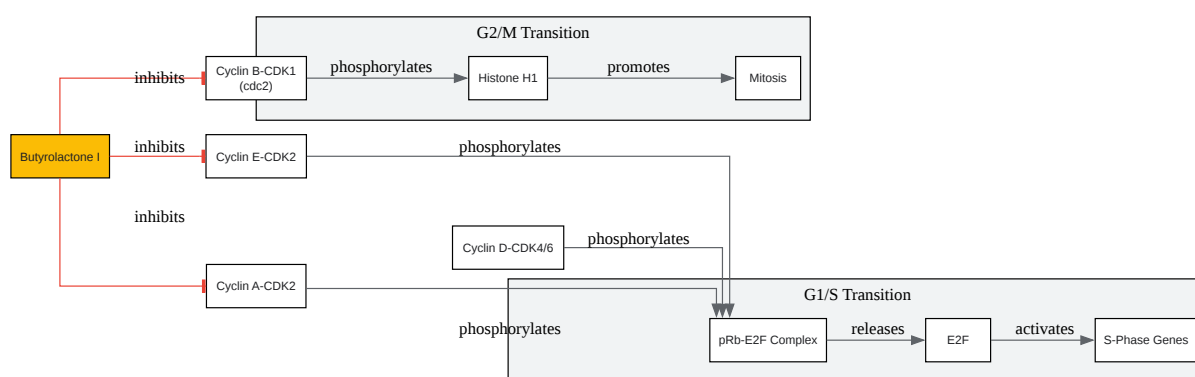 G2/M Transition
inhibits
Cyclin B-CDK1
(cdc2)
phosphorylates
Histone H1
promotes
Mitosis
Butyrolactone I
inhibits
Cyclin E-CDK2
phosphorylates
inhibits
Cyclin D-CDK4/6
phosphorylates
Cyclin A-CDK2
G1/S Transition
phosphorylates
pRb-E2F Complex
releases
E2F
activates
S-Phase Genes